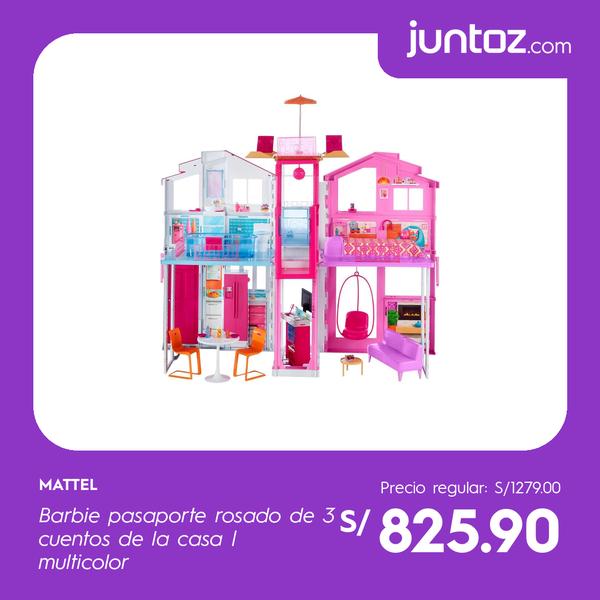 juntoz.com
MATTEL
Barbie pasaporte rosado de 3
cuentos de la casa |
multicolor
Precio regular: S/1279.00
S/ 825.90